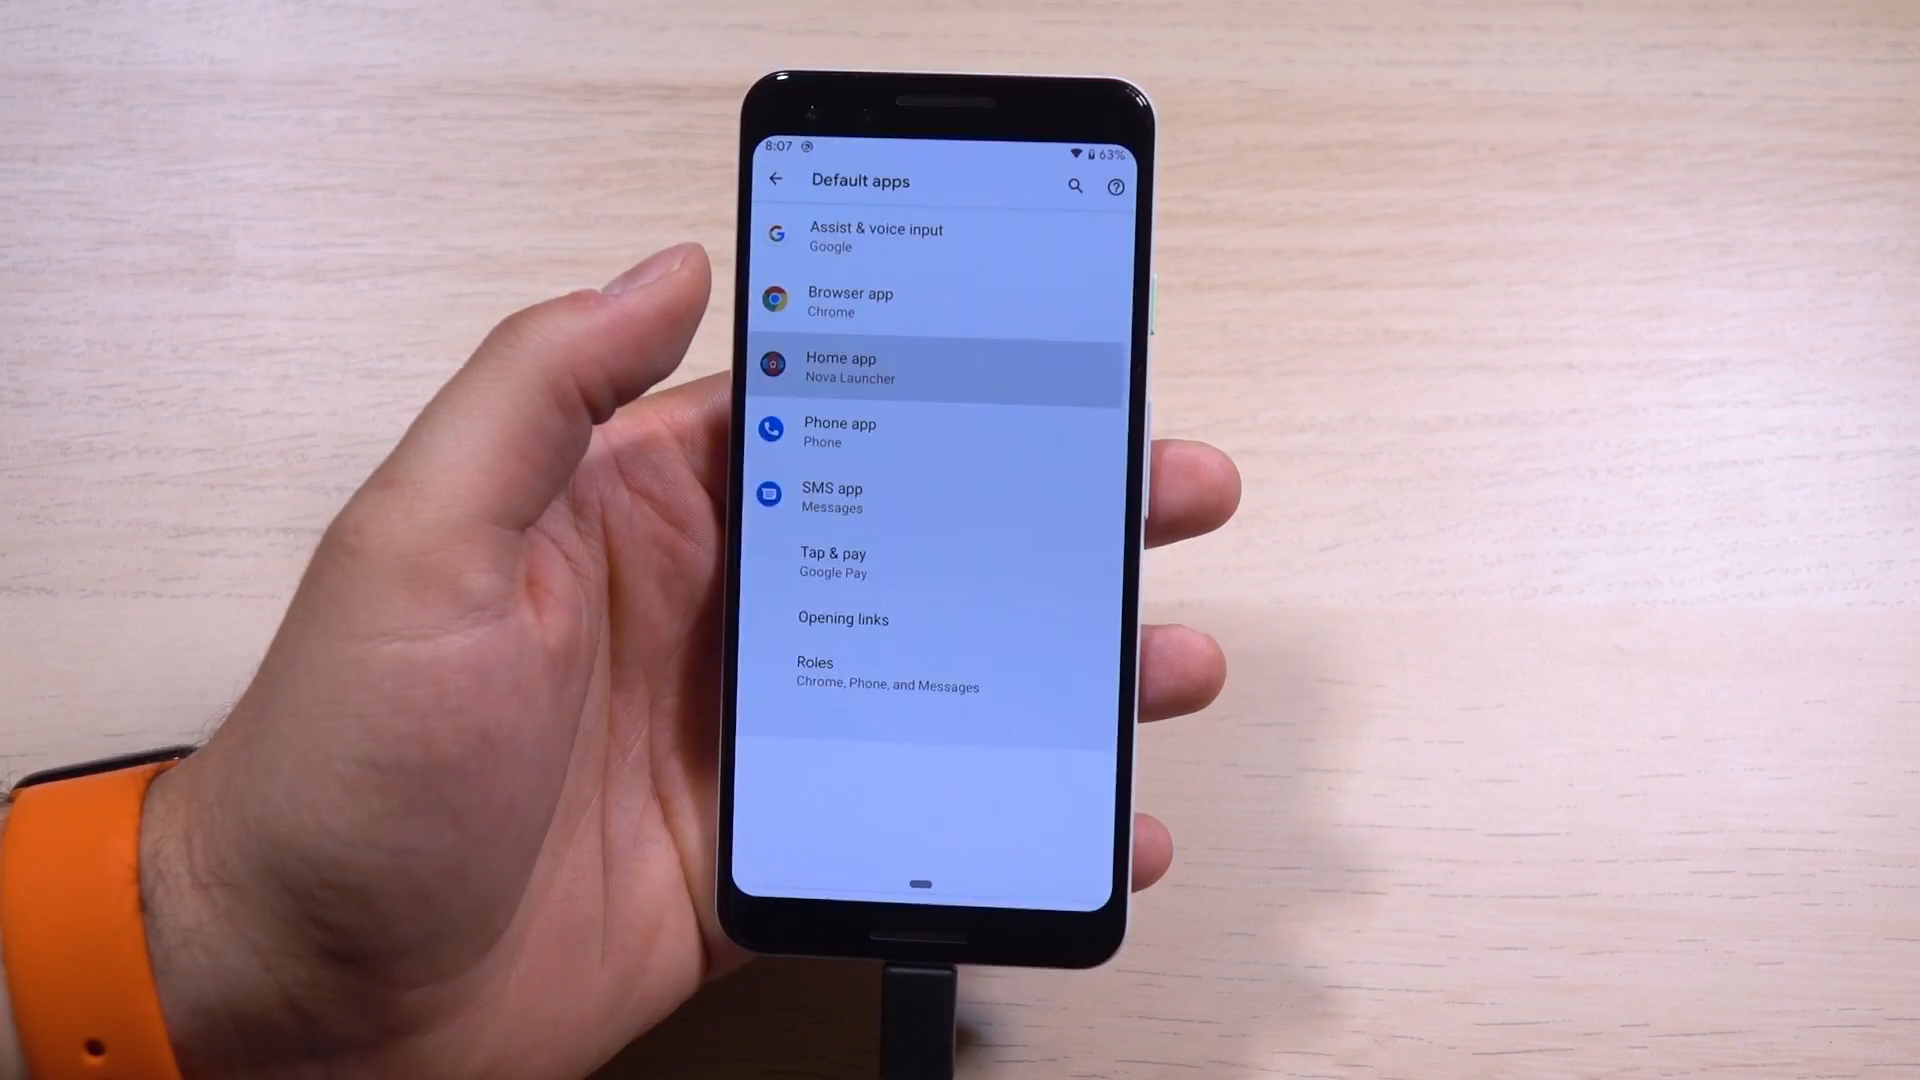 8:07 63%
Default apps
Assist & voice input
Google
Browser app
Chrome
Home app
Nova Launcher
Phone app
Phone
SMS app
Messages
Tap & pay
Google Pay
Opening links
Roles
Chrome, Phone, and Messages